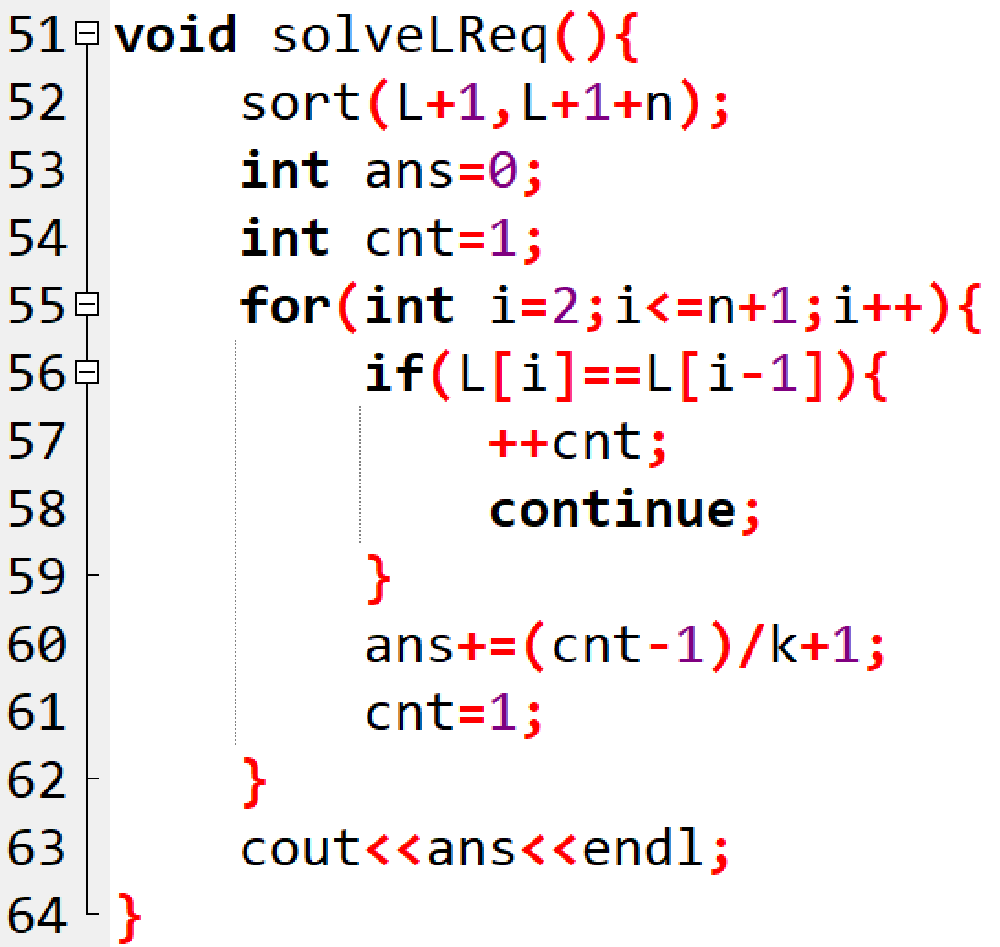 51 void solveLReq(){
52 sort(L+1,L+1+n);
53 int ans=0;
54 int cnt=1;
55 for(int i=2;i<=n+1;i++){
56 if(L[i]==L[i-1]){
57 ++cnt;
58 continue;
59 }
60 ans+=(cnt-1)/k+1;
61 cnt=1;
62 }
63 cout<<ans<<endl;
64 }